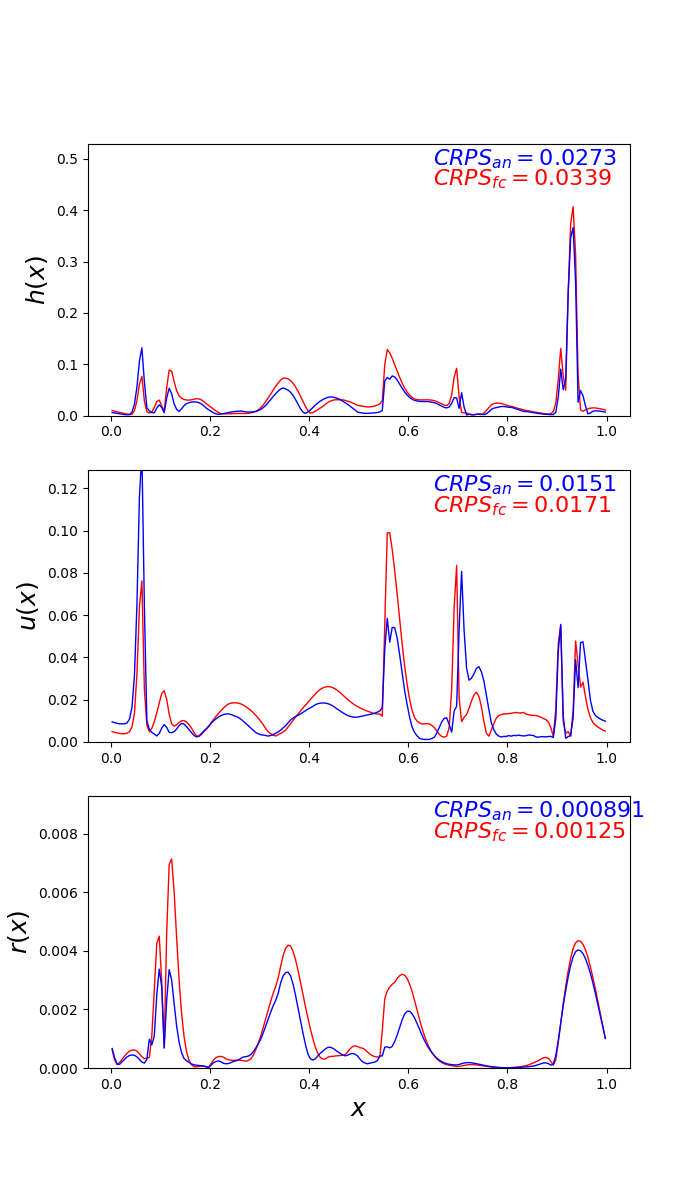 CRPS_an = 0.0273
CRPS_fc = 0.0339
h(x)
0.5
0.4
0.3
0.2
0.1
0.0
0.0 0.2 0.4 0.6 0.8 1.0
CRPS_an = 0.0151
CRPS_fc = 0.0171
u(x)
0.12
0.10
0.08
0.06
0.04
0.02
0.00
0.0 0.2 0.4 0.6 0.8 1.0
CRPS_an = 0.000891
CRPS_fc = 0.00125
r(x)
0.008
0.006
0.004
0.002
0.000
0.0 0.2 0.4 0.6 0.8 1.0
x